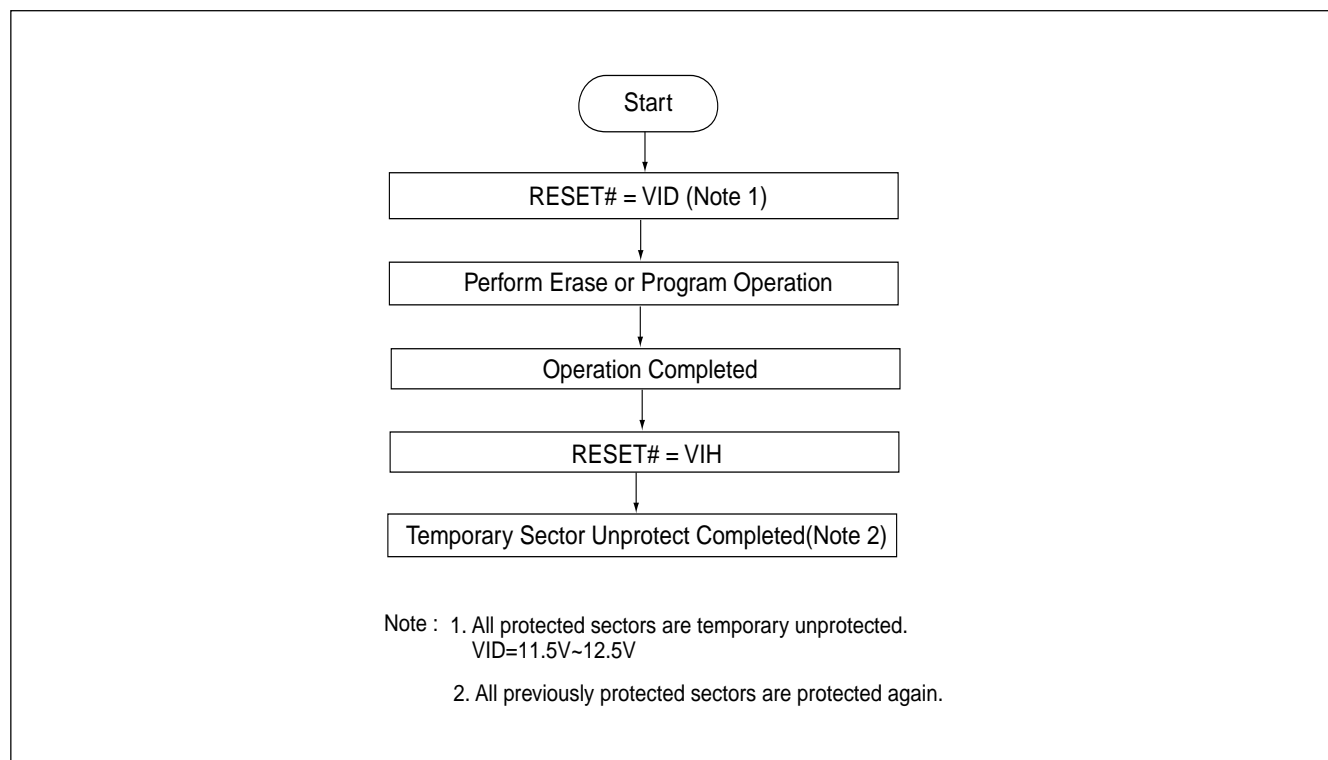 Start
RESET# = VID (Note 1)
Perform Erase or Program Operation
Operation Completed
RESET# = VIH
Temporary Sector Unprotect Completed(Note 2)
Note : 1. All protected sectors are temporary unprotected.
VID=11.5V~12.5V
2. All previously protected sectors are protected again.